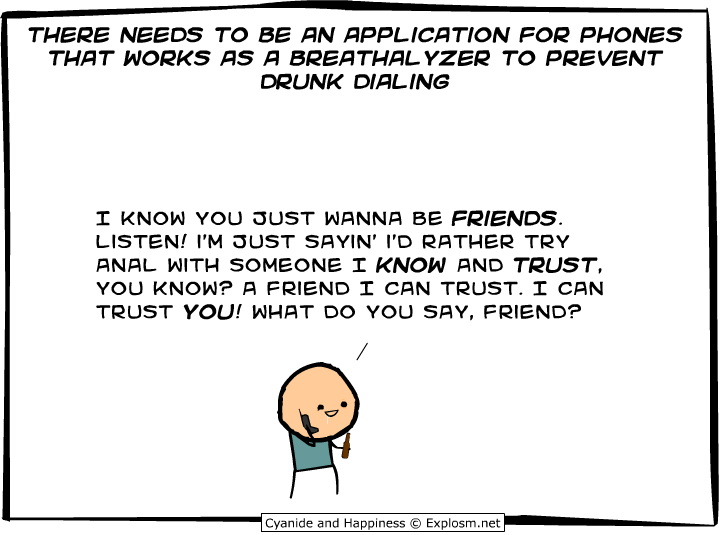 THERE NEEDS TO BE AN APPLICATION FOR PHONES
THAT WORKS AS A BREATHALYZER TO PREVENT
DRUNK DIALING
I KNOW YOU JUST WANNA BE FRIENDS.
LISTEN! I'M JUST SAYIN' I'D RATHER TRY
ANAL WITH SOMEONE I KNOW AND TRUST,
YOU KNOW? A FRIEND I CAN TRUST. I CAN
TRUST YOU! WHAT DO YOU SAY, FRIEND?
Cyanide and Happiness © Explosm.net